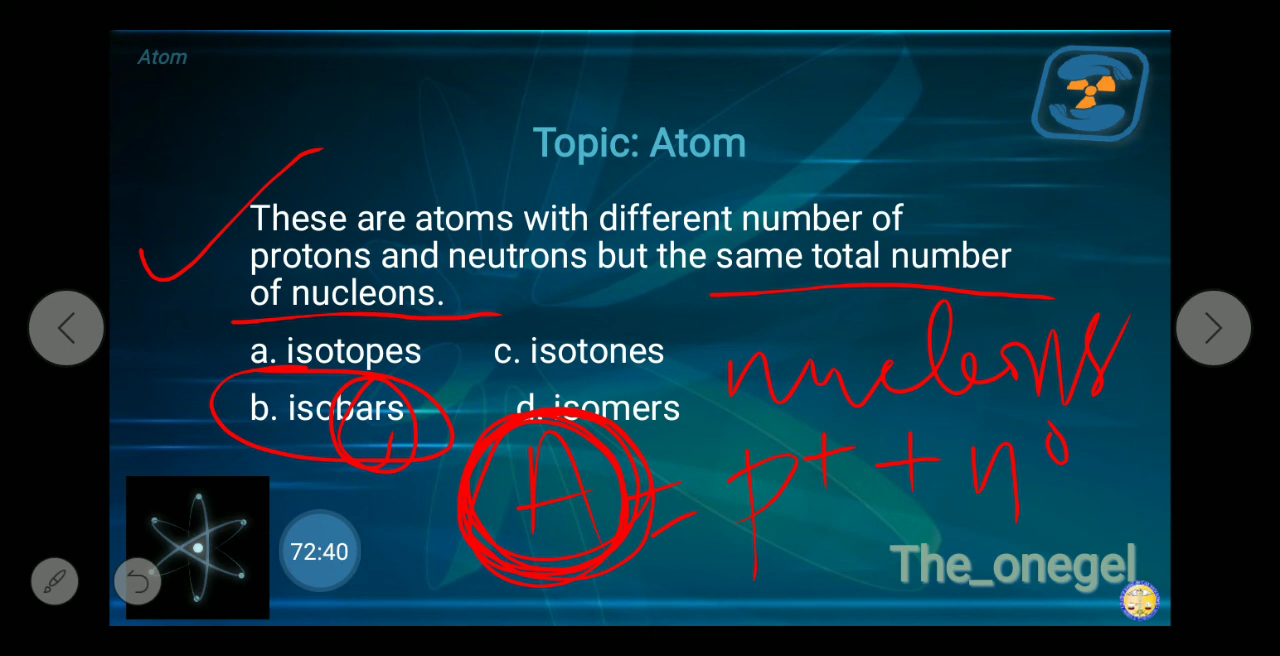 Atom
Topic: Atom
These are atoms with different number of
protons and neutrons but the same total number
of nucleons.
a. isotopes c. isotones
b. isobars d. isomers
nucleons
A = p+ + n0
72:40
The_onegel